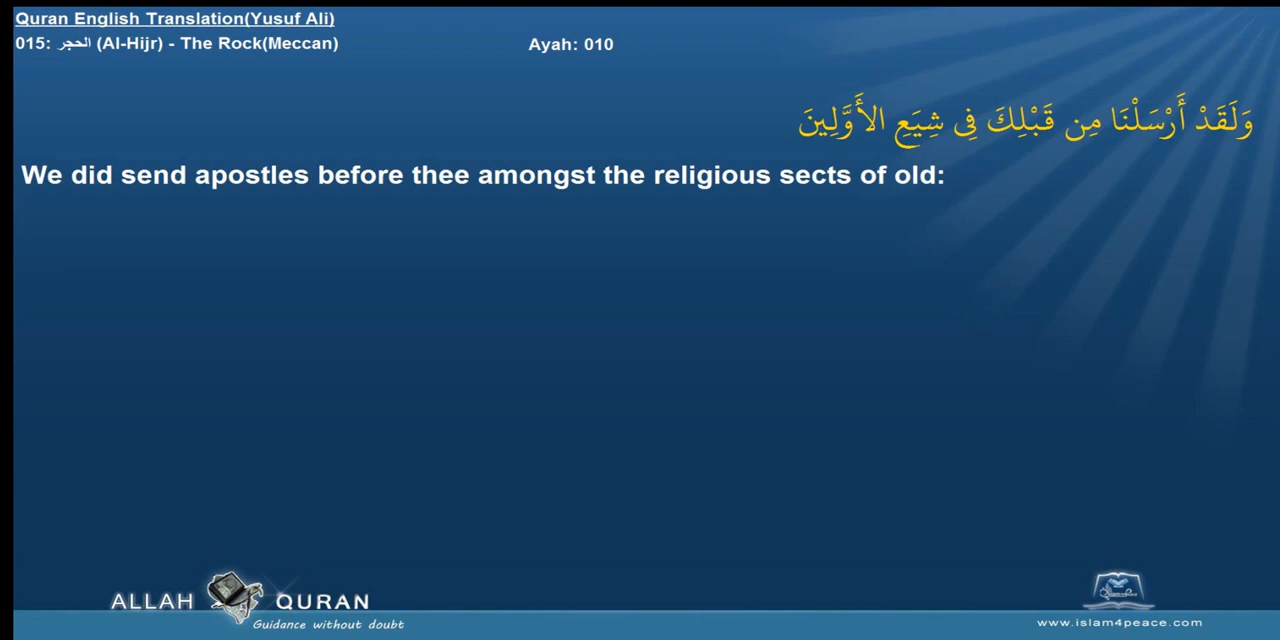 Quran English Translation(Yusuf Ali)
015: الحجر (Al-Hijr) - The Rock(Meccan)
Ayah: 010
وَلَقَدْ أَرْسَلْنَا مِن قَبْلِكَ فِى شِيَعِ الأَوَّلِينَ
We did send apostles before thee amongst the religious sects of old:
ALLAH QURAN
Guidance without doubt
www.islam4peace.com